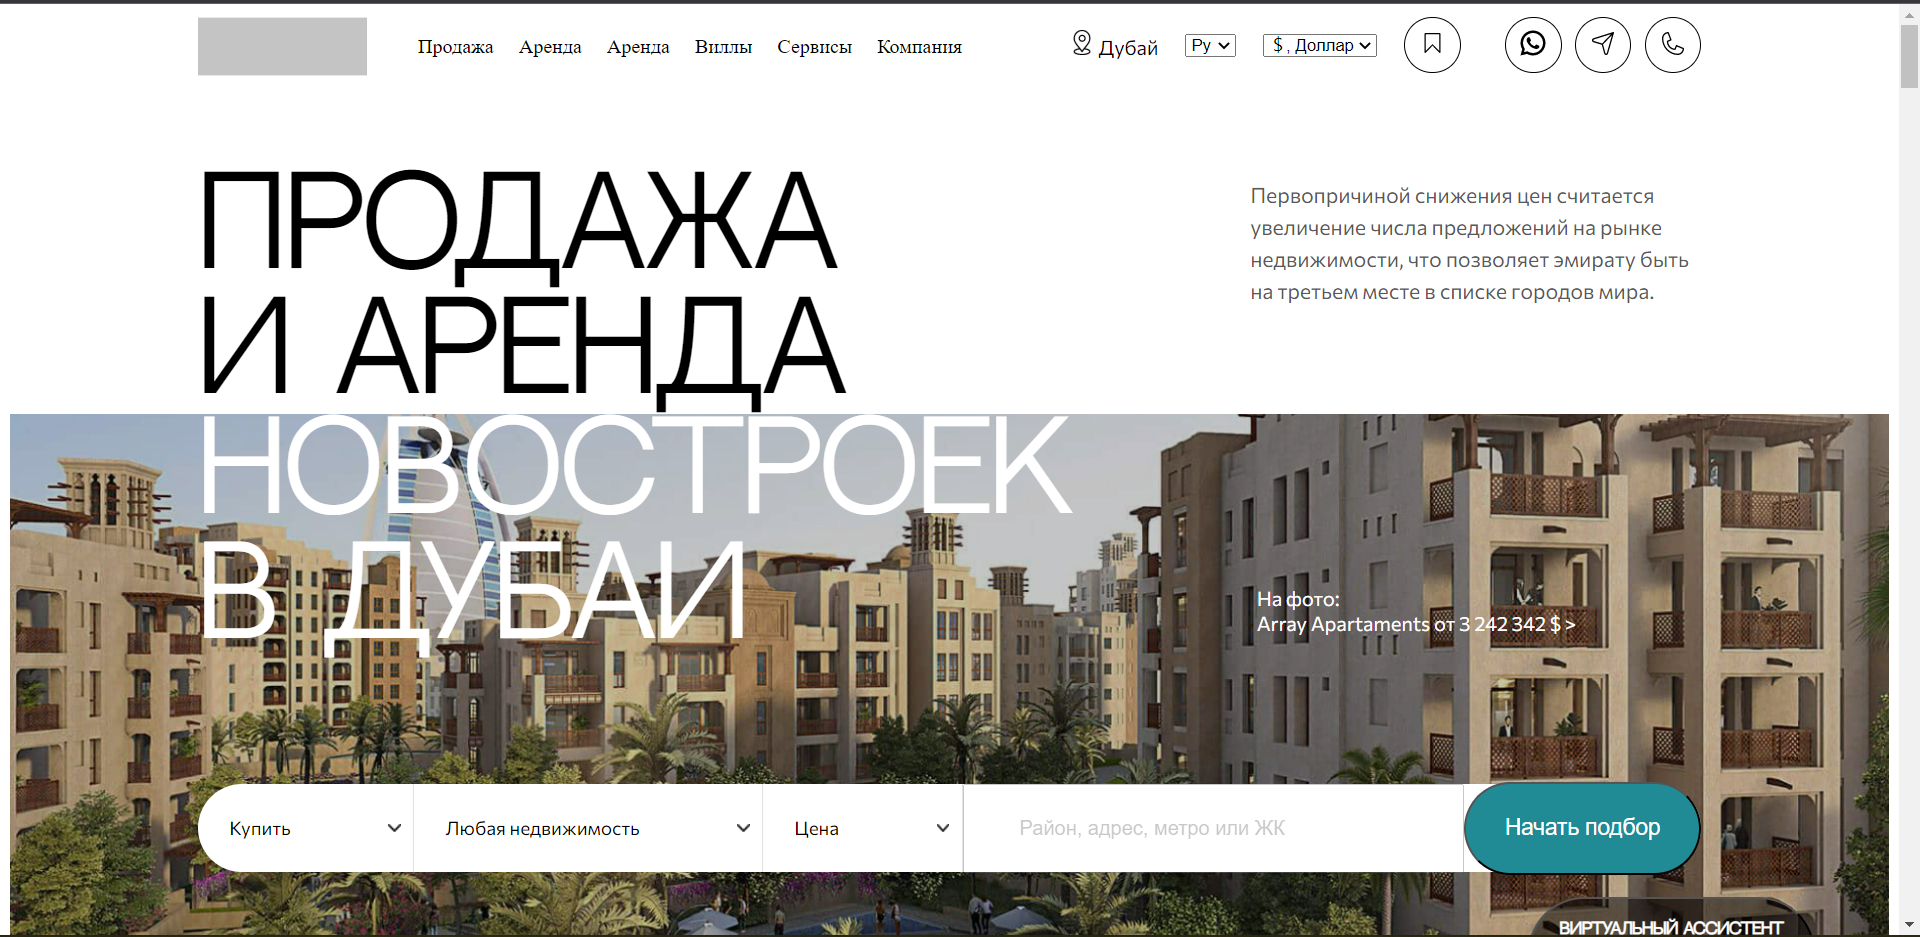 Продажа Аренда Аренда Виллы Сервисы Компания
Дубай
Ру
$ , Доллар
ПРОДАЖА
И АРЕНДА
НОВОСТРОЕК
В ДУБАИ
Первопричиной снижения цен считается
увеличение числа предложений на рынке
недвижимости, что позволяет эмирату быть
на третьем месте в списке городов мира.
На фото:
Array Apartaments от 3 242 342 $ >
Купить
Любая недвижимость
Цена
Район, адрес, метро или ЖК
Начать подбор
ВИРТУАЛЬНЫЙ АССИСТЕНТ